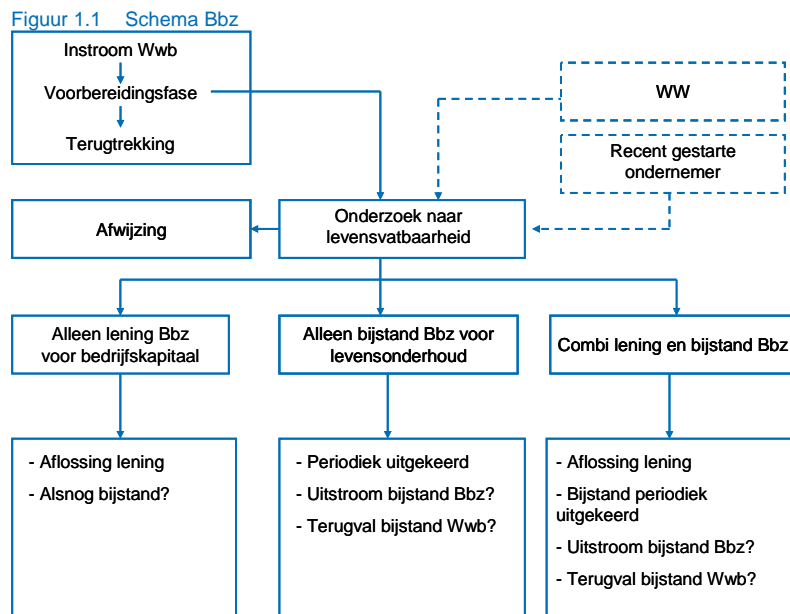 Figuur 1.1 Schema Bbz
Instroom Wwb
Voorbereidingsfase
Terugtrekking
WW
Recent gestarte
ondernemer
Afwijzing
Onderzoek naar
levensvatbaarheid
Alleen lening Bbz
voor bedrijfskapitaal
Alleen bijstand Bbz voor
levensonderhoud
Combi lening en bijstand Bbz
- Aflossing lening
- Alsnog bijstand?
- Periodiek uitgekeerd
- Uitstroom bijstand Bbz?
- Terugval bijstand Wwb?
- Aflossing lening
- Bijstand periodiek
uitgekeerd
- Uitstroom bijstand Bbz?
- Terugval bijstand Wwb?